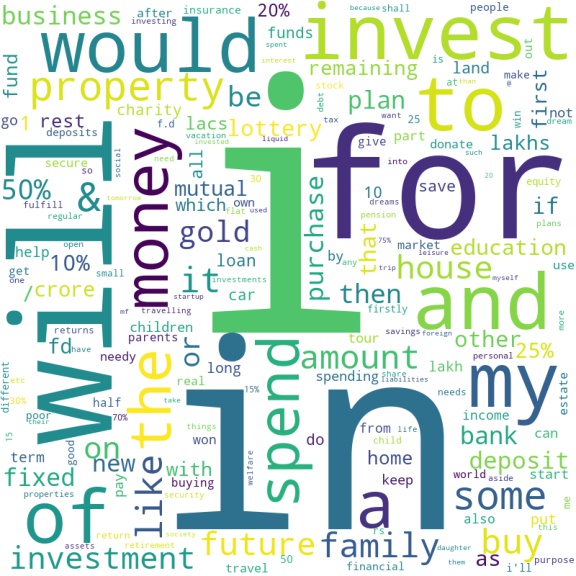 business after insurance 20% because shall people
investing is out
fund would funds invest
go 1 property remaining land at than make #
rest charity be plan to first not
deposits f.d lacs stock interest spent debt tax want 25 win dream
secure so all lottery give part donate lakhs
50% & social need vacation invested liquid for into such
fulfill money mutual 30 10 save 20 equity if
regular which own flat used dreams pension plans
will tomorrow gold i purchase that market education
help open it loan cash by any 75% leisure trip use
get 10% small investments car house myself
one / crore startup then firstly and more
returns mf travelling children tour savings foreign other
fd have parents or long amount lakh personal 25%
different etc needy the spend spending share liabilities my
30% their half real 15% needs estate
poor 70% take in do from life income
15 on good like things child bank can
term new won home
fixed pay with welfare keep a world aside deposit start
properties buying security rs some also put me
of return society future family buy this
assets retirement daughter as i'll
investment travel 50 financial them purpose